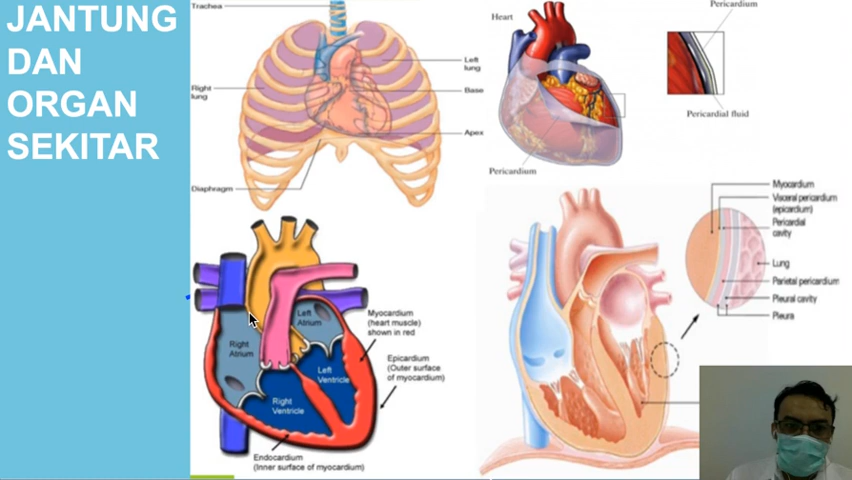 JANTUNG
DAN
ORGAN
SEKITAR
Trachea
Right
lung
Left
lung
Base
Apex
Diaphragm
Heart
Pericardium
Pericardium
Pericardial fluid
Right
Atrium
Left
Atrium
Left
Ventricle
Right
Ventricle
Myocardium
(heart muscle)
shown in red
Epicardium
(Outer surface
of myocardium)
Endocardium
(Inner surface of myocardium)
Myocardium
Visceral pericardium
(epicardium)
Pericardial
cavity
Lung
Parietal pericardium
Pleural cavity
Pleura